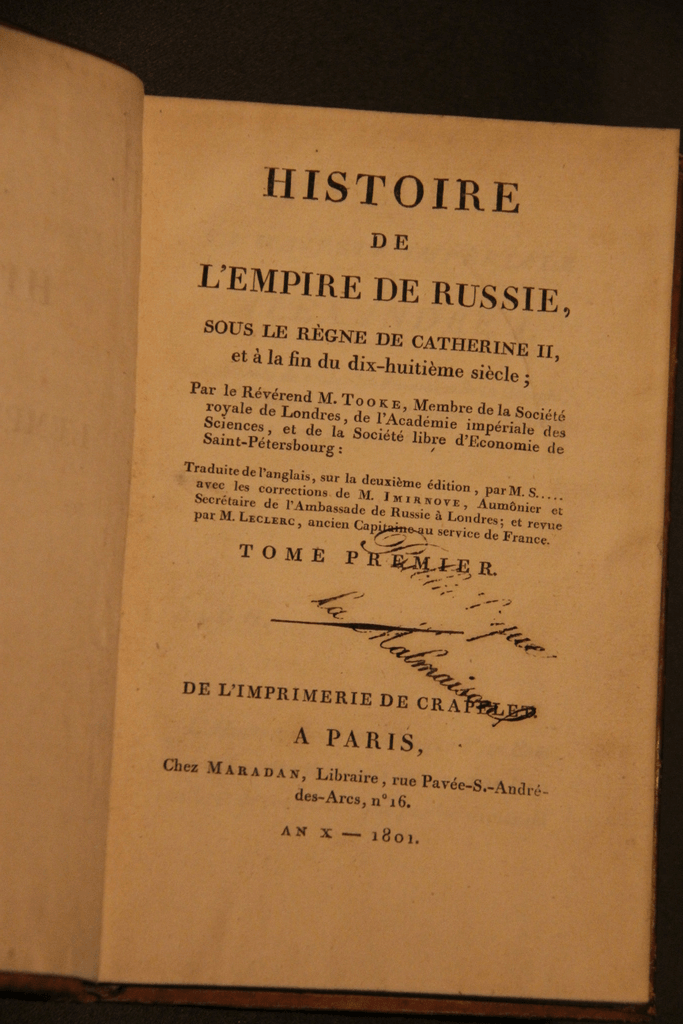 HISTOIRE
DE
L'EMPIRE DE RUSSIE,
SOUS LE RÈGNE DE CATHERINE II,
et à la fin du dix-huitième siècle ;
Par le Révérend M. TOOKE, Membre de la Société
royale de Londres, de l'Académie impériale des
Sciences, et de la Société libre d'Economie de
Saint-Pétersbourg :
Traduite de l'anglais, sur la deuxième édition, par M. S.....
avec les corrections de M. IMIRNOVE, Aumônier et
Secrétaire de l'Ambassade de Russie à Londres; et revue
par M. LECLERC, ancien Capitaine au service de France.
TOME PREMIER.
la Malmaison
DE L'IMPRIMERIE DE CRAPELET.
A PARIS,
Chez MARADAN, Libraire, rue Pavée-S.-André-
des-Arcs, n° 16.
AN X — 1801.